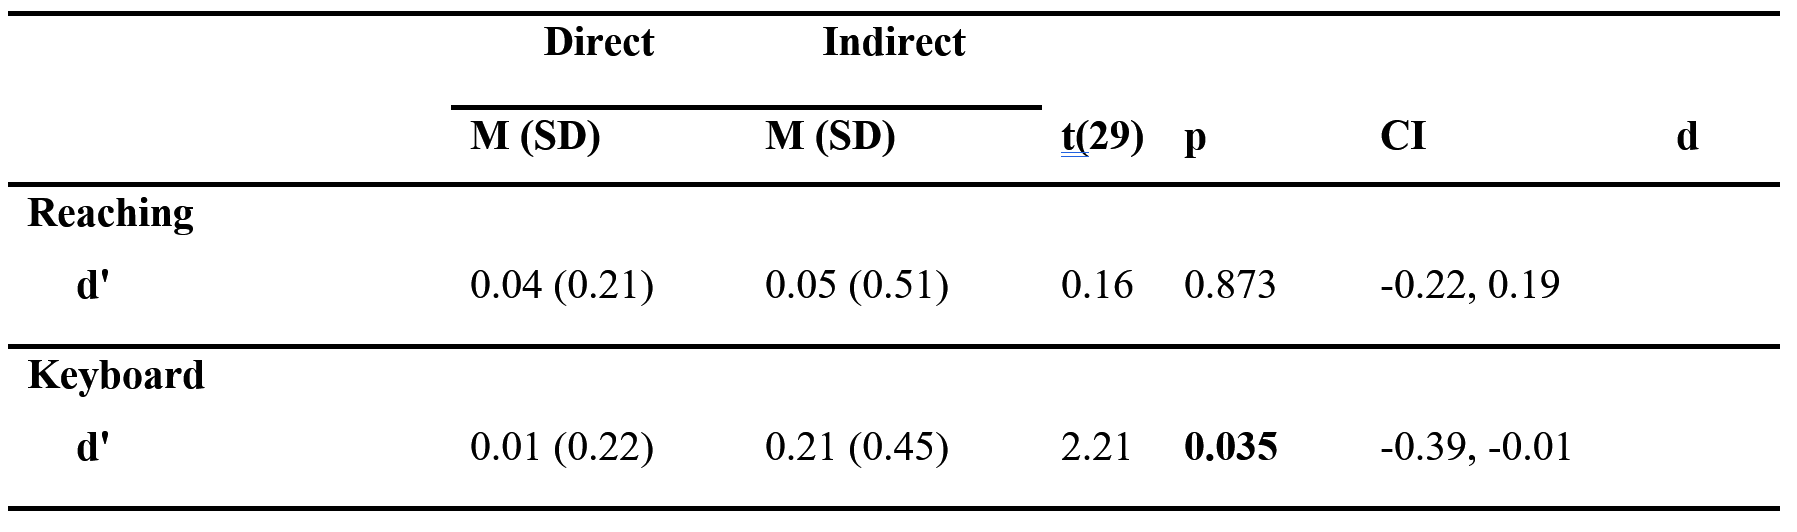 Direct Indirect
M (SD) M (SD) t(29) p CI d
Reaching
d' 0.04 (0.21) 0.05 (0.51) 0.16 0.873 -0.22, 0.19
Keyboard
d' 0.01 (0.22) 0.21 (0.45) 2.21 0.035 -0.39, -0.01